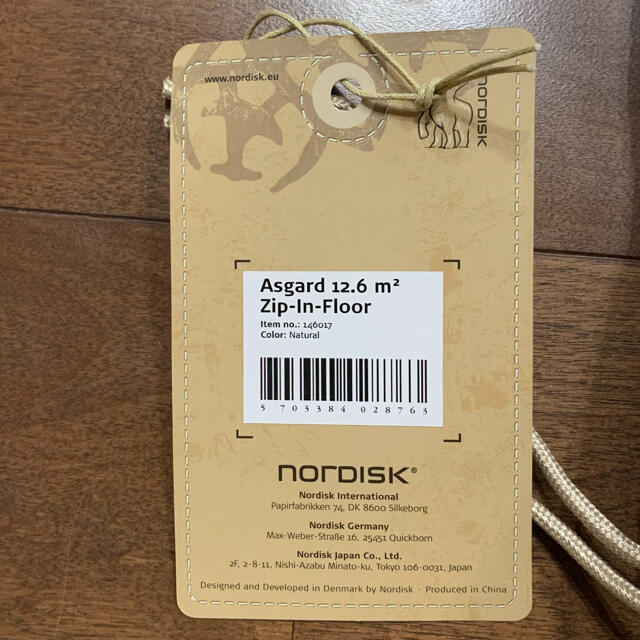 www.nordisk.eu
nordisk
Asgard 12.6 m²
Zip-In-Floor
Item no.: 146017
Color: Natural
5 703384 028763
nordisk®
Nordisk International
Papirfabrikken 74, DK 8600 Silkeborg
Nordisk Germany
Max-Weber-Straße 16, 25451 Quickborn
Nordisk Japan Co., Ltd.
2F, 2-8-11, Nishi-Azabu Minato-ku, Tokyo 106-0031, Japan
Designed and Developed in Denmark by Nordisk · Produced in China